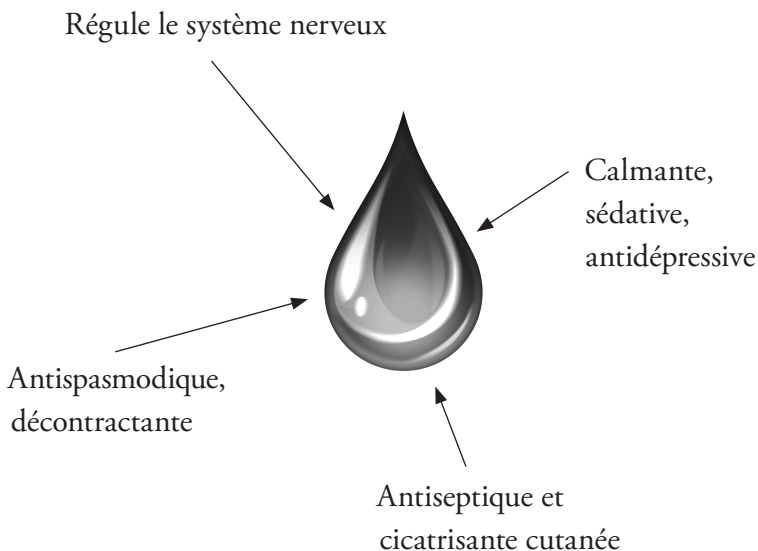 Régule le système nerveux
Calmante,
sédative,
antidépressive
Antispasmodique,
décontractante
Antiseptique et
cicatrisante cutanée